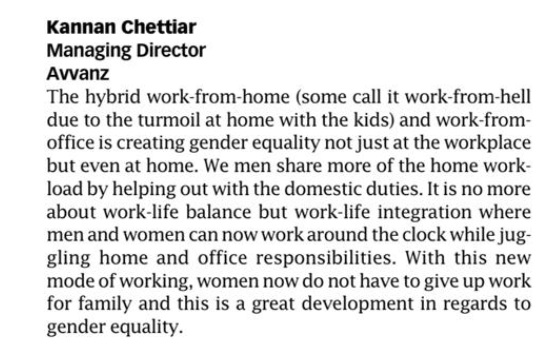 Kannan Chettiar
Managing Director
Avvanz
The hybrid work-from-home (some call it work-from-hell
due to the turmoil at home with the kids) and work-from-
office is creating gender equality not just at the workplace
but even at home. We men share more of the home work-
load by helping out with the domestic duties. It is no more
about work-life balance but work-life integration where
men and women can now work around the clock while jug-
gling home and office responsibilities. With this new
mode of working, women now do not have to give up work
for family and this is a great development in regards to
gender equality.